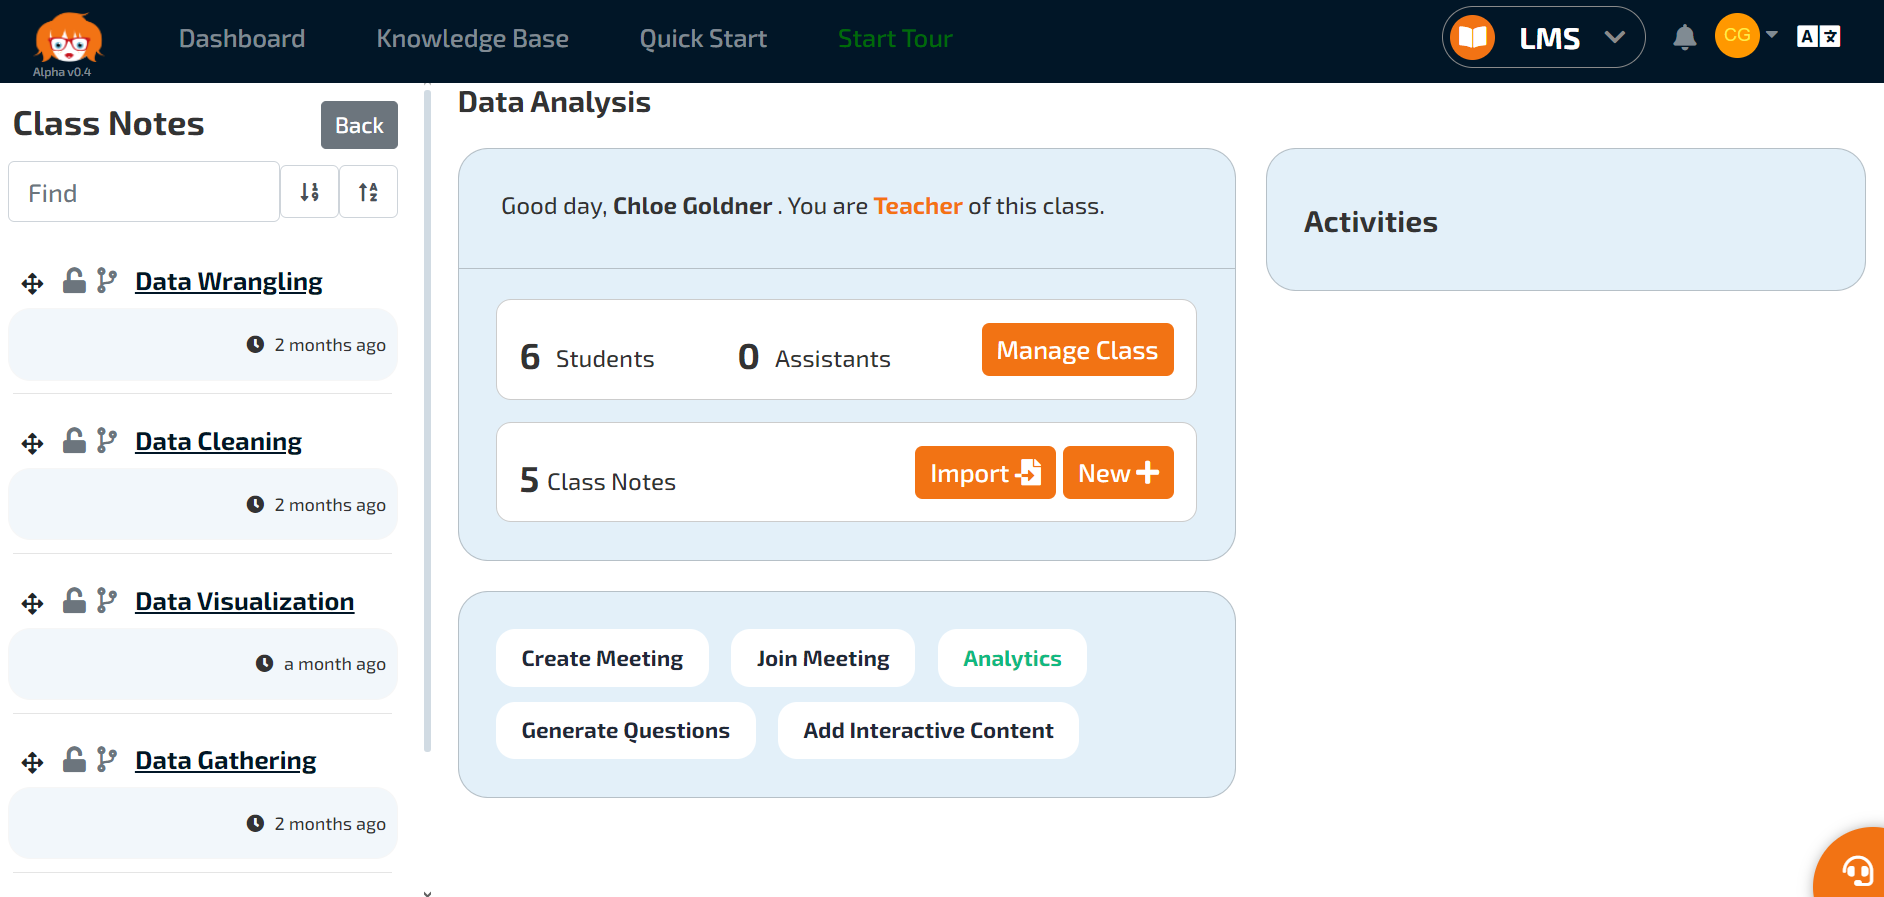 Alpha v0.4
Dashboard
Knowledge Base
Quick Start
Start Tour
LMS
CG
A
Class Notes
Back
Find
Data Wrangling
2 months ago
Data Cleaning
2 months ago
Data Visualization
a month ago
Data Gathering
2 months ago
Data Analysis
Good day, Chloe Goldner . You are Teacher of this class.
6 Students
0 Assistants
Manage Class
5 Class Notes
Import
New
Create Meeting
Join Meeting
Analytics
Generate Questions
Add Interactive Content
Activities